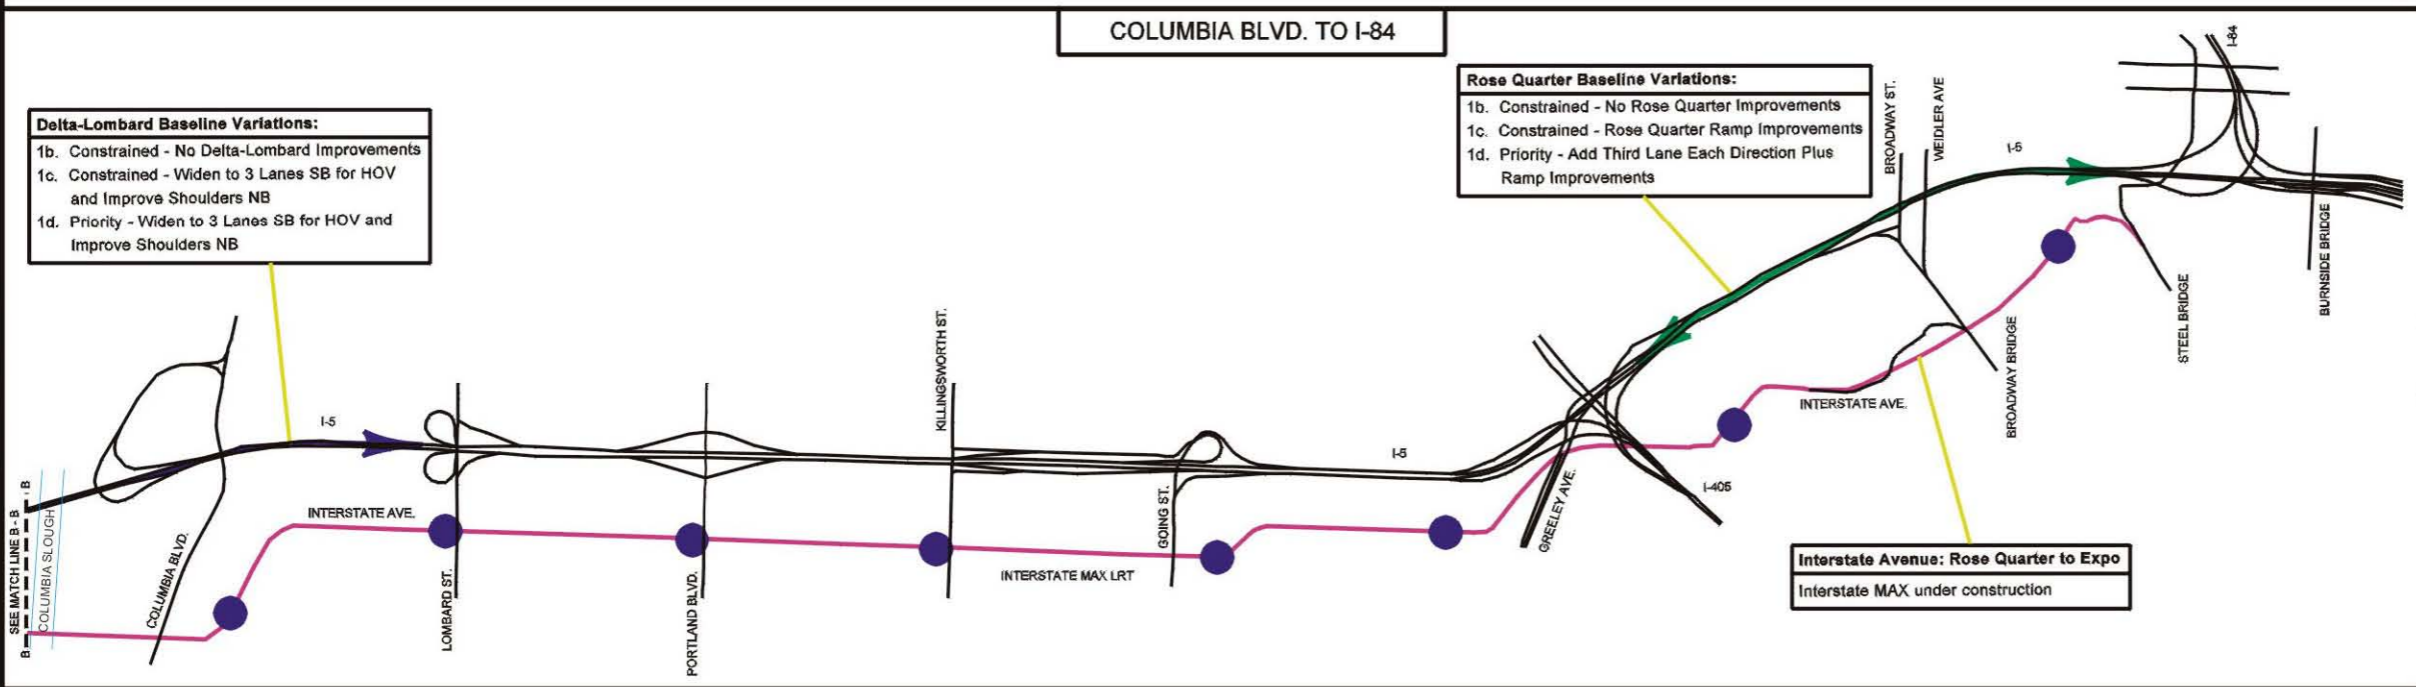 COLUMBIA BLVD. TO I-84
Delta-Lombard Baseline Variations:
1b. Constrained - No Delta-Lombard Improvements
1c. Constrained - Widen to 3 Lanes SB for HOV
and Improve Shoulders NB
1d. Priority - Widen to 3 Lanes SB for HOV and
Improve Shoulders NB
Rose Quarter Baseline Variations:
1b. Constrained - No Rose Quarter Improvements
1c. Constrained - Rose Quarter Ramp Improvements
1d. Priority - Add Third Lane Each Direction Plus
Ramp Improvements
I-84
BROADWAY ST.
WEIDLER AVE
I-5
BURNSIDE BRIDGE
STEEL BRIDGE
BROADWAY BRIDGE
INTERSTATE AVE.
KILLINGSWORTH ST.
I-5
I-5
I-405
GREELEY AVE.
GOING ST.
INTERSTATE AVE.
INTERSTATE MAX LRT
SEE MATCH LINE B - B
B
B
COLUMBIA SLOUGH
COLUMBIA BLVD.
LOMBARD ST.
PORTLAND BLVD.
Interstate Avenue: Rose Quarter to Expo
Interstate MAX under construction